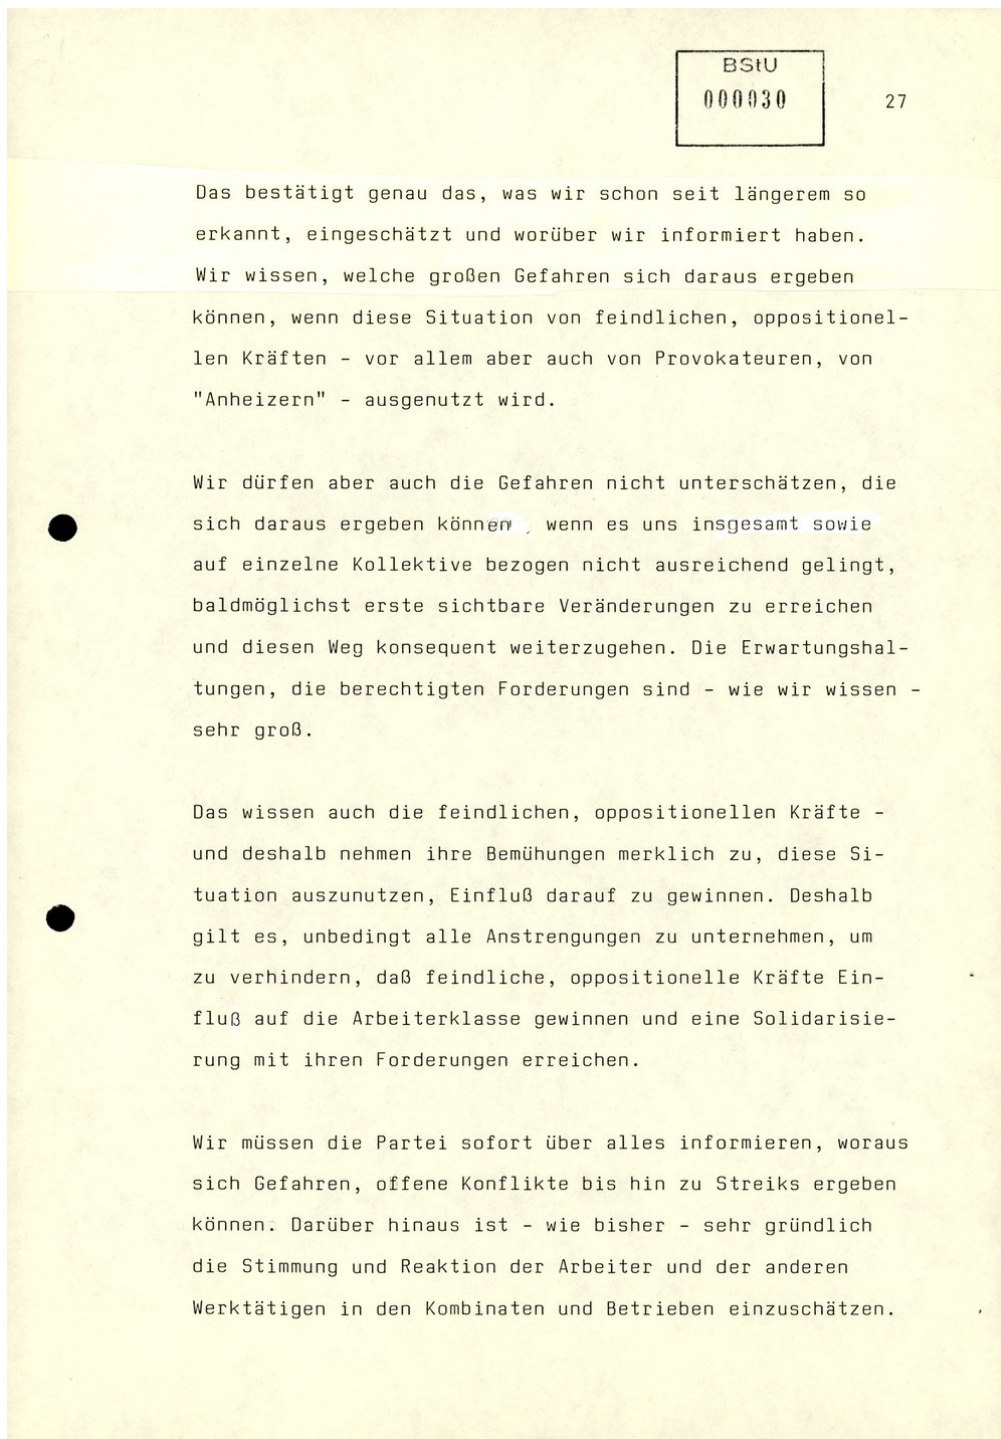 BStU
000030
27
Das bestätigt genau das, was wir schon seit längerem so
erkannt, eingeschätzt und worüber wir informiert haben.
Wir wissen, welche großen Gefahren sich daraus ergeben
können, wenn diese Situation von feindlichen, oppositionel-
len Kräften - vor allem aber auch von Provokateuren, von
"Anheizern" - ausgenutzt wird.
Wir dürfen aber auch die Gefahren nicht unterschätzen, die
sich daraus ergeben können, wenn es uns insgesamt sowie
auf einzelne Kollektive bezogen nicht ausreichend gelingt,
baldmöglichst erste sichtbare Veränderungen zu erreichen
und diesen Weg konsequent weiterzugehen. Die Erwartungshal-
tungen, die berechtigten Forderungen sind - wie wir wissen -
sehr groß.
Das wissen auch die feindlichen, oppositionellen Kräfte -
und deshalb nehmen ihre Bemühungen merklich zu, diese Si-
tuation auszunutzen, Einfluß darauf zu gewinnen. Deshalb
gilt es, unbedingt alle Anstrengungen zu unternehmen, um
zu verhindern, daß feindliche, oppositionelle Kräfte Ein-
fluß auf die Arbeiterklasse gewinnen und eine Solidarisie-
rung mit ihren Forderungen erreichen.
Wir müssen die Partei sofort über alles informieren, woraus
sich Gefahren, offene Konflikte bis hin zu Streiks ergeben
können. Darüber hinaus ist - wie bisher - sehr gründlich
die Stimmung und Reaktion der Arbeiter und der anderen
Werktätigen in den Kombinaten und Betrieben einzuschätzen.